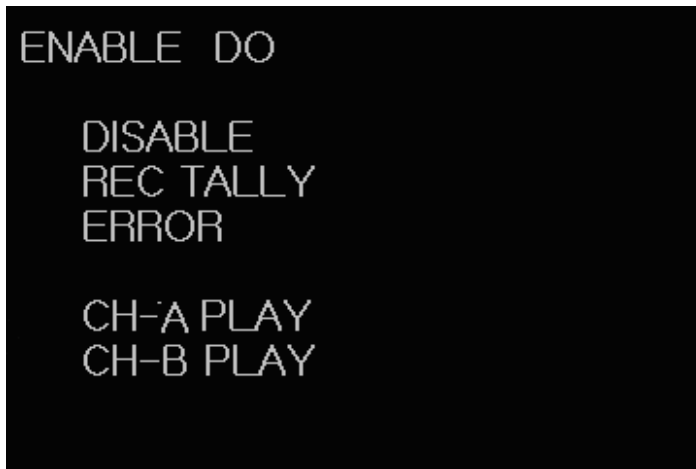 ENABLE DO
DISABLE
REC TALLY
ERROR
CH-A PLAY
CH-B PLAY